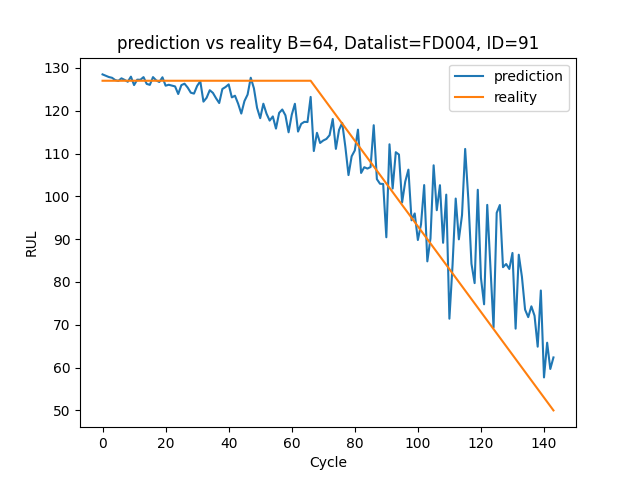 prediction vs reality B=64, Datalist=FD004, ID=91
prediction
reality
130
120
110
100
90
80
70
60
50
RUL
0 20 40 60 80 100 120 140
Cycle